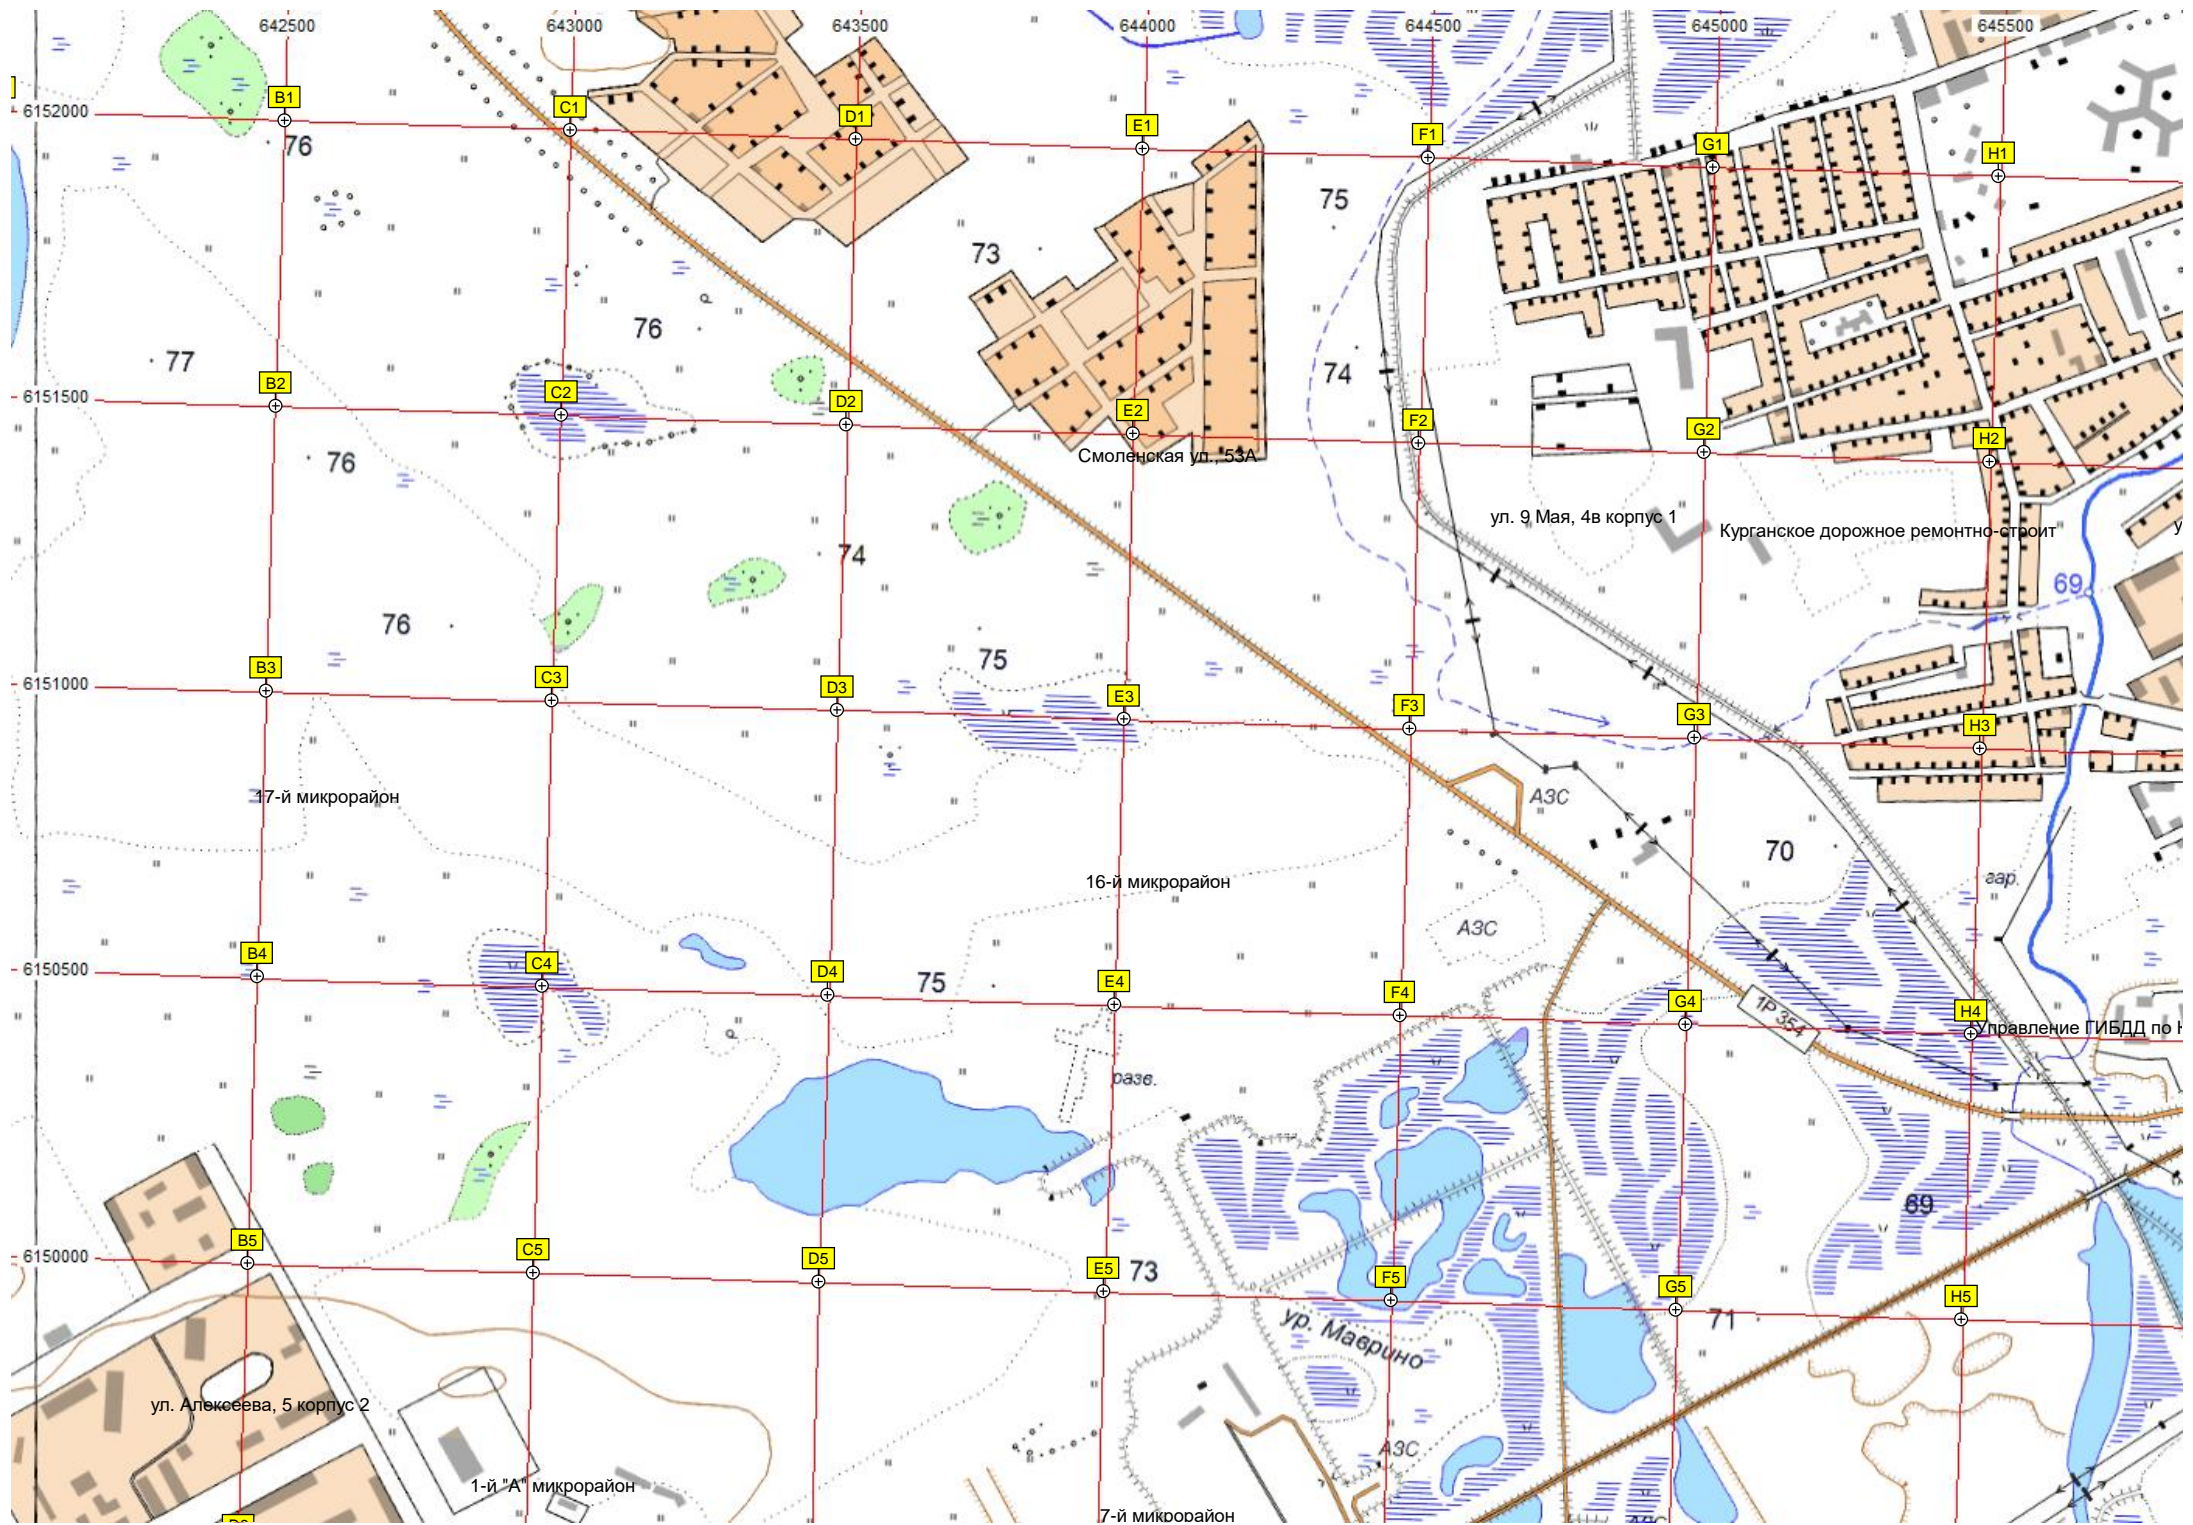 642500 643000 643500 644000 644500 645000 645500
6152000
B1 C1 D1 E1 F1 G1 H1
76
75
73
76
77
74
6151500
B2 C2 D2 E2 F2 G2 H2
Смоленская ул., 53А
76
ул. 9 Мая, 4в корпус 1
Курганское дорожное ремонтно-строит
74
69
76
75
6151000
B3 C3 D3 E3 F3 G3 H3
17-й микрорайон
АЗС
70
16-й микрорайон
гар.
АЗС
6150500
B4 C4 D4 E4 F4 G4 H4
75
1Р 354
Управление ГИБДД по К
разв.
69
6150000
B5 C5 D5 E5 F5 G5 H5
73
71
ур. Маврино
ул. Алексеева, 5 корпус 2
АЗС
1-й "А" микрорайон
7-й микрорайон